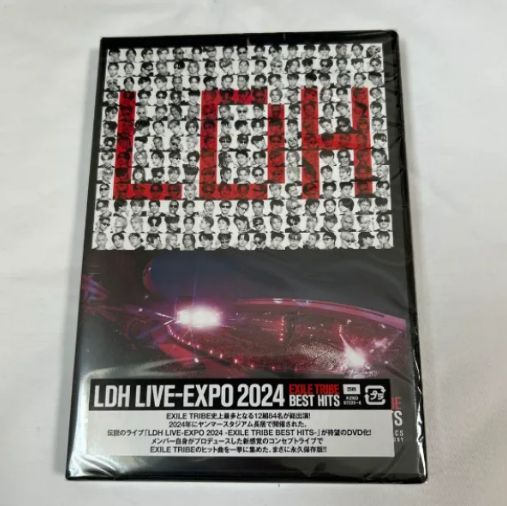 LDH
LDH LIVE-EXPO 2024 EXILE TRIBE BEST HITS
EXILE TRIBE史上最多となる12組84名が総出演!
2024年にヤンマースタジアム長居で開催された、
伝説のライブ「LDH LIVE-EXPO 2024 -EXILE TRIBE BEST HITS-」が待望のDVD化!
メンバー自身がプロデュースした新感覚のコンセプトライブで
EXILE TRIBEのヒット曲を一挙に集めた、まさに永久保存版!!